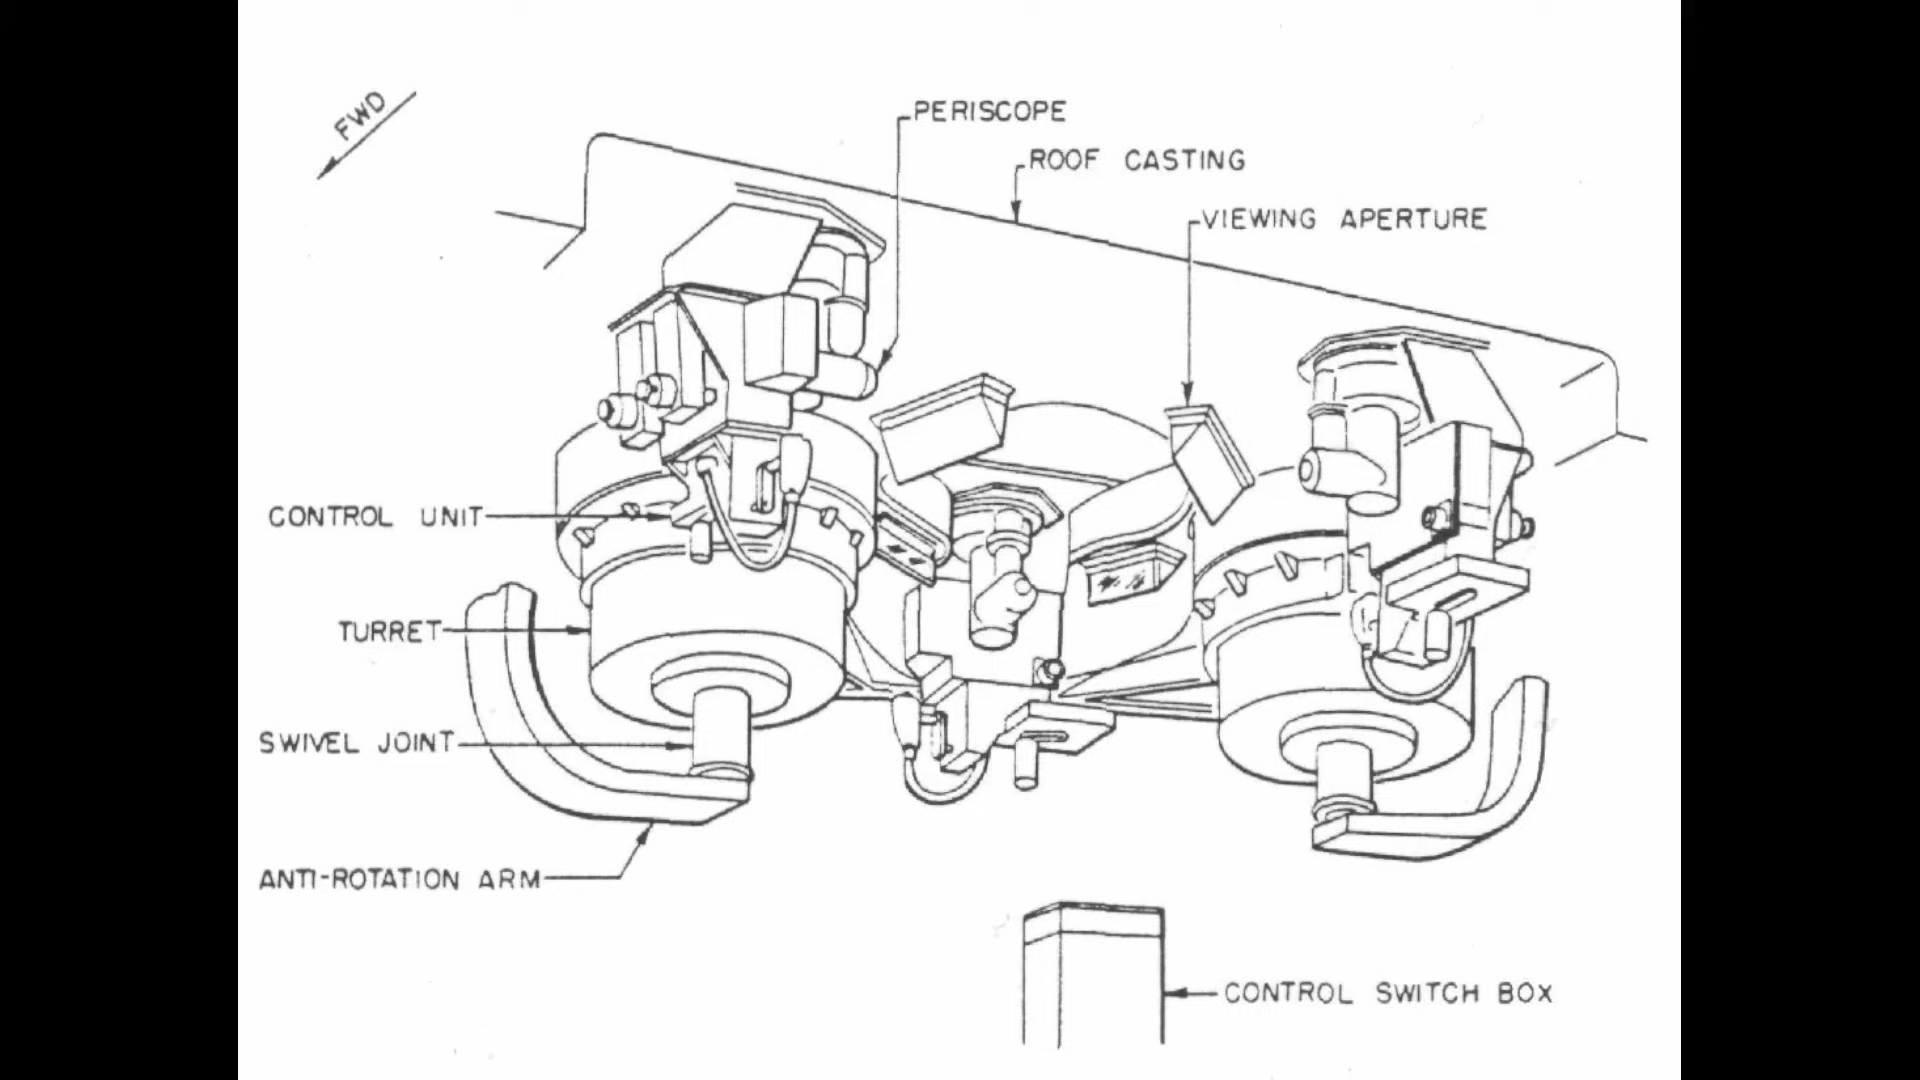 FWD
PERISCOPE
ROOF CASTING
VIEWING APERTURE
CONTROL UNIT
TURRET
SWIVEL JOINT
ANTI-ROTATION ARM
CONTROL SWITCH BOX